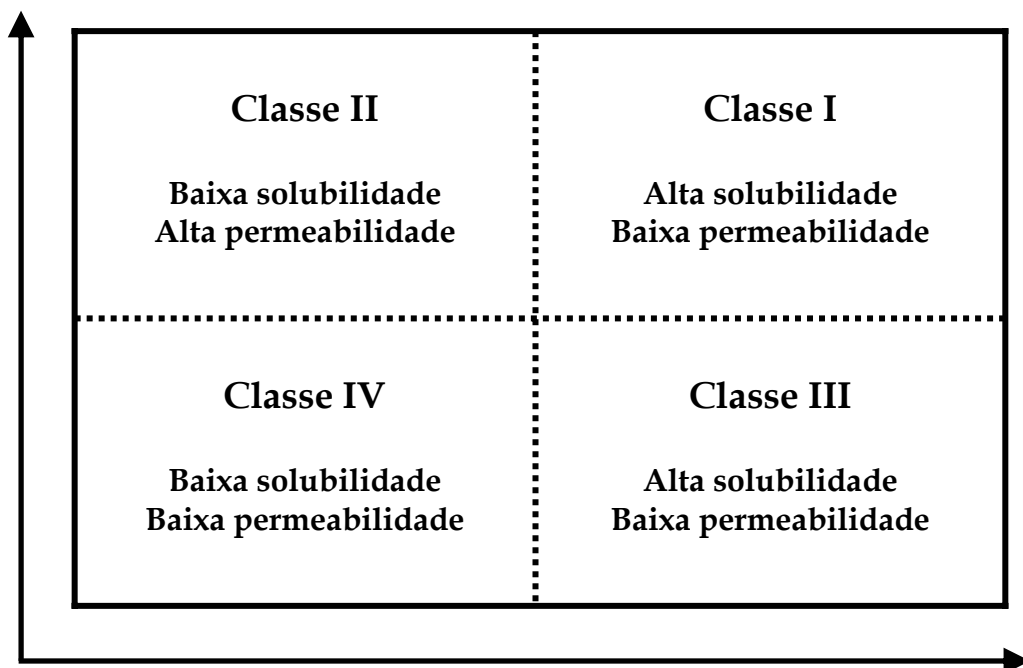 Classe II
Baixa solubilidade
Alta permeabilidade
Classe I
Alta solubilidade
Baixa permeabilidade
Classe IV
Baixa solubilidade
Baixa permeabilidade
Classe III
Alta solubilidade
Baixa permeabilidade